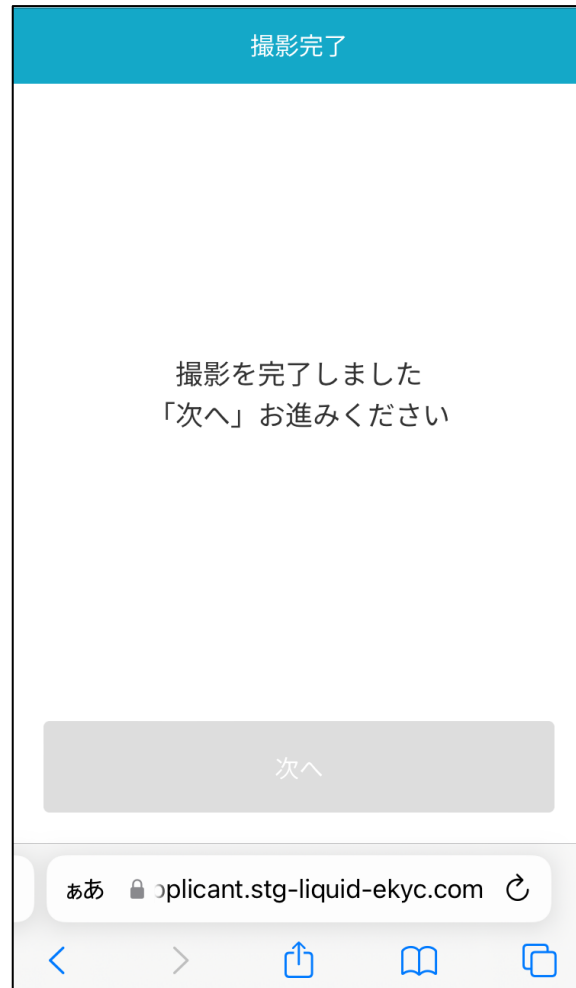 撮影完了
撮影を完了しました
「次へ」お進みください
次へ
ぁあ pplicant.stg-liquid-ekyc.com